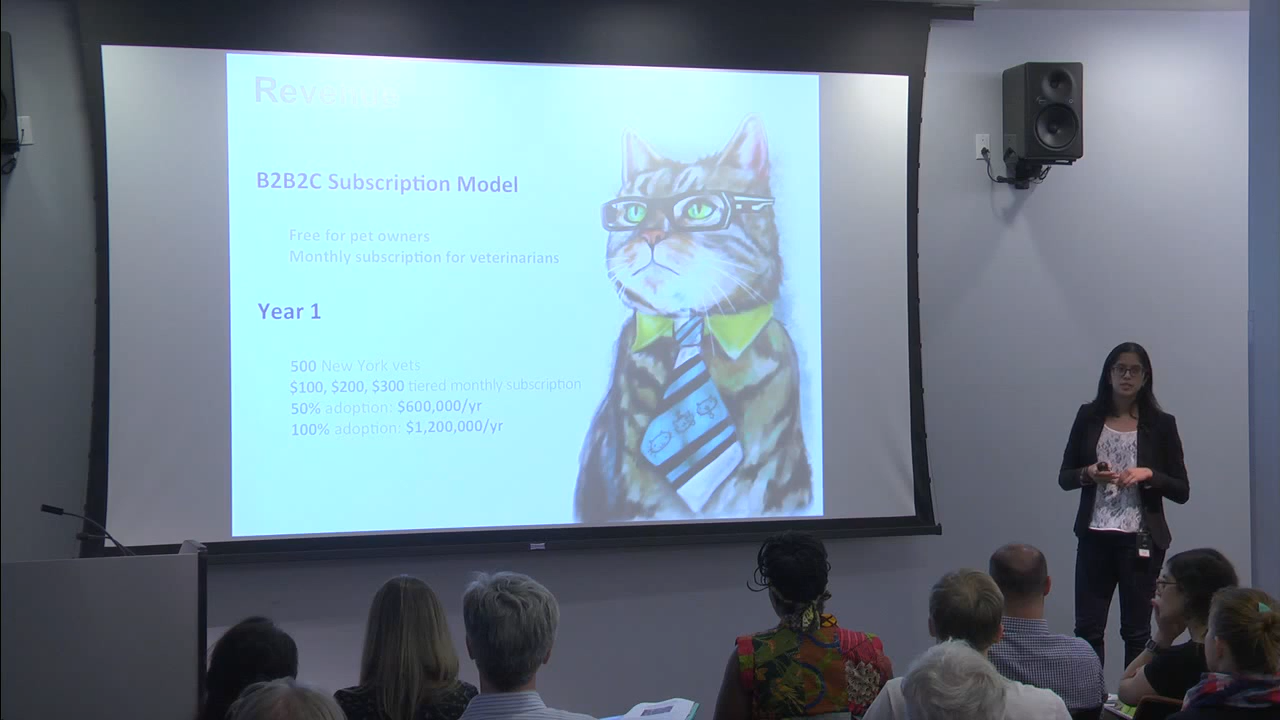 Revenue
B2B2C Subscription Model
Free for pet owners
Monthly subscription for veterinarians
Year 1
500 New York vets
$100, $200, $300 tiered monthly subscription
50% adoption: $600,000/yr
100% adoption: $1,200,000/yr